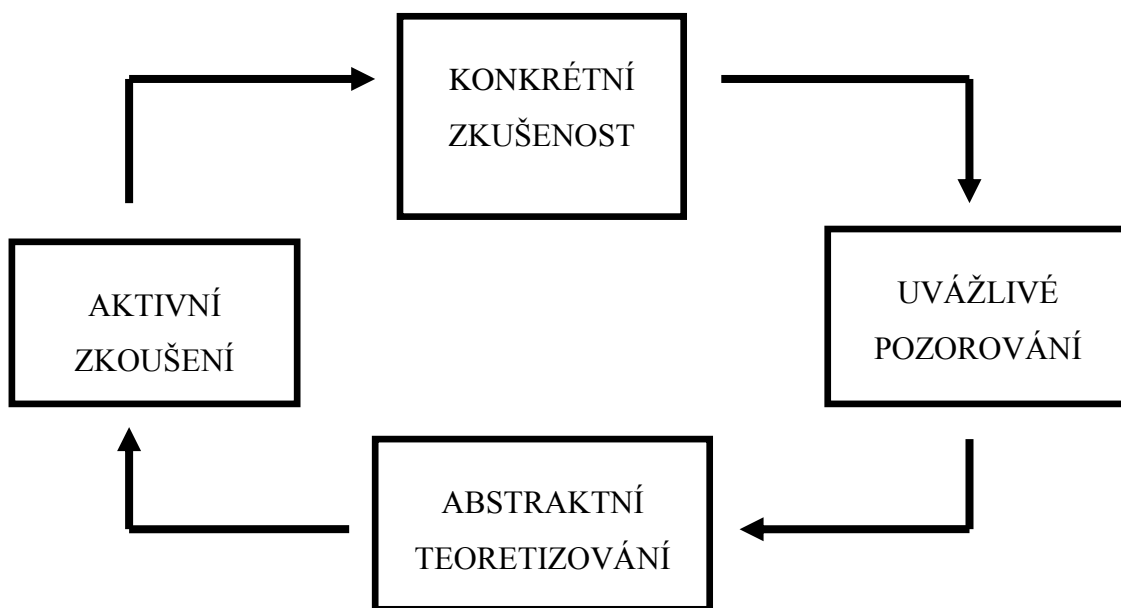 KONKRÉTNÍ
ZKUŠENOST
UVÁŽLIVÉ
POZOROVÁNÍ
ABSTRAKTNÍ
TEORETIZOVÁNÍ
AKTIVNÍ
ZKOUŠENÍ